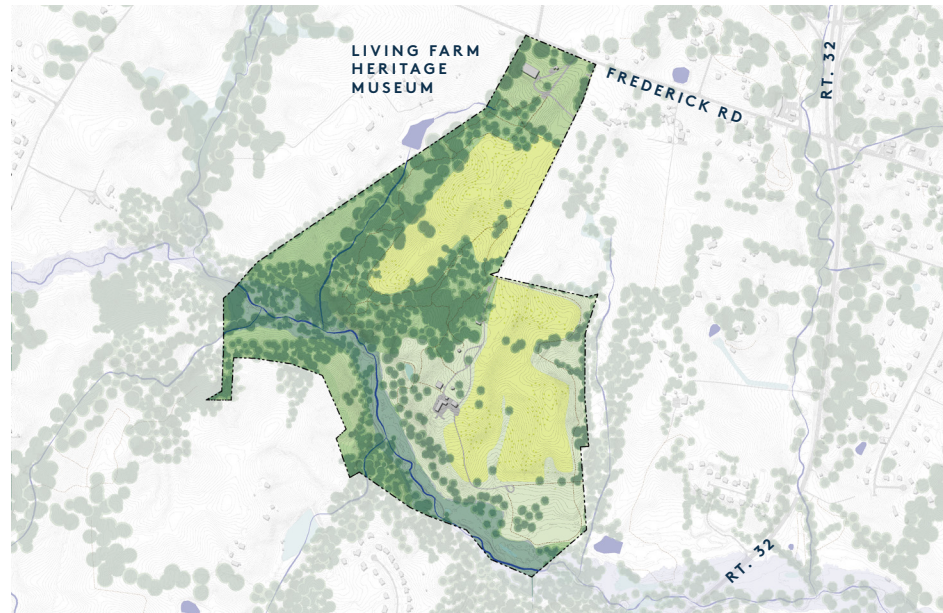 LIVING FARM
HERITAGE
MUSEUM
FREDERICK RD
RT. 32
RT. 32